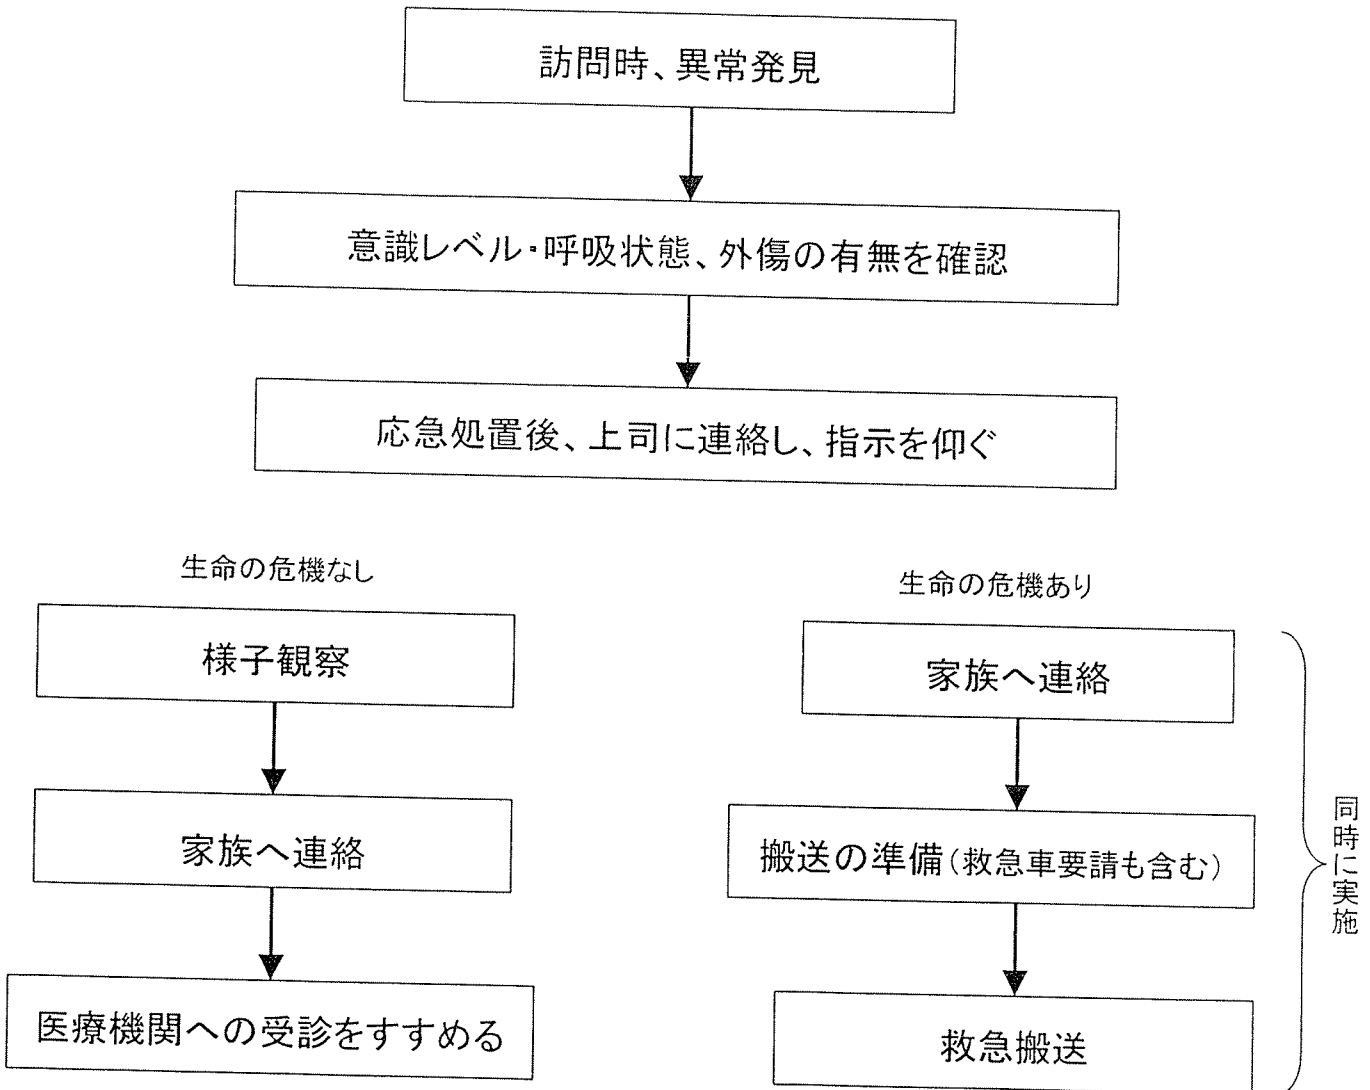 訪問時、異常発見
意識レベル・呼吸状態、外傷の有無を確認
応急処置後、上司に連絡し、指示を仰ぐ
生命の危機なし
様子観察
家族へ連絡
医療機関への受診をすすめる
生命の危機あり
家族へ連絡
搬送の準備(救急車要請も含む)
救急搬送
同時に実施